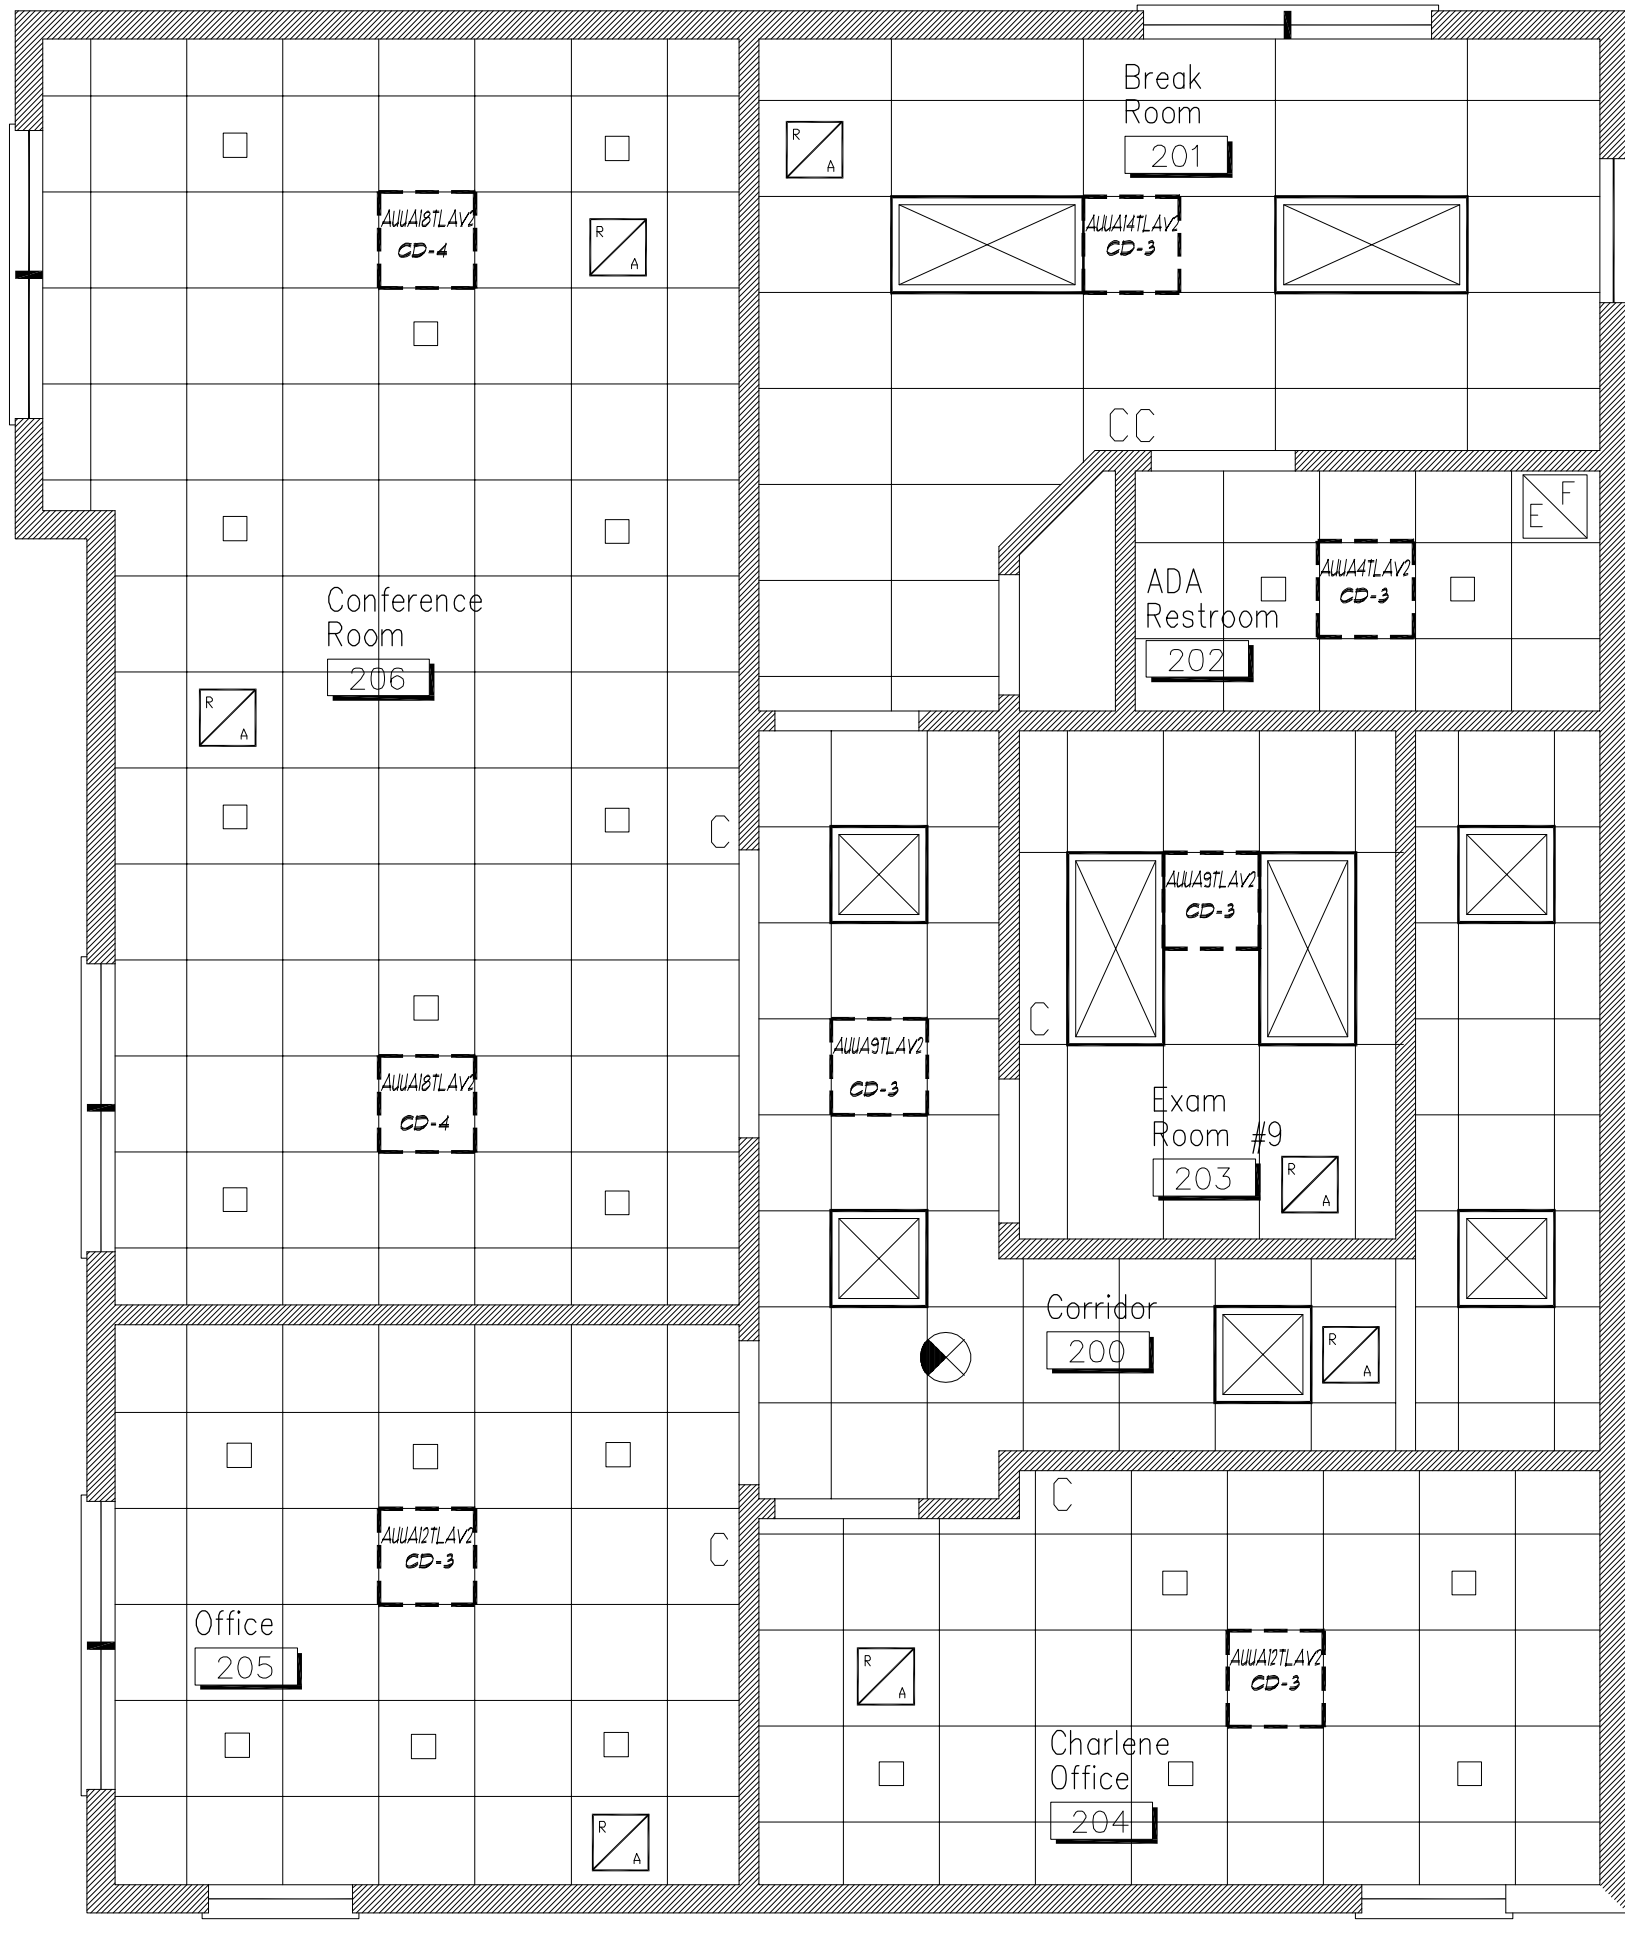 Break
Room
201
R
A
AUUA18TLAV2
CD-4
R
A
AUUA14TLAV2
CD-3
CC
F
E
AUUA4TLAV2
CD-3
ADA
Restroom
202
Conference
Room
206
R
A
C
AUUA9TLAV2
CD-3
C
AUUA9TLAV2
CD-3
AUUA18TLAV2
CD-4
Exam
Room #9
203
R
A
Corridor
200
R
A
C
AUUA12TLAV2
CD-3
C
Office
205
R
A
AUUA12TLAV2
CD-3
Charlene
Office
204
R
A